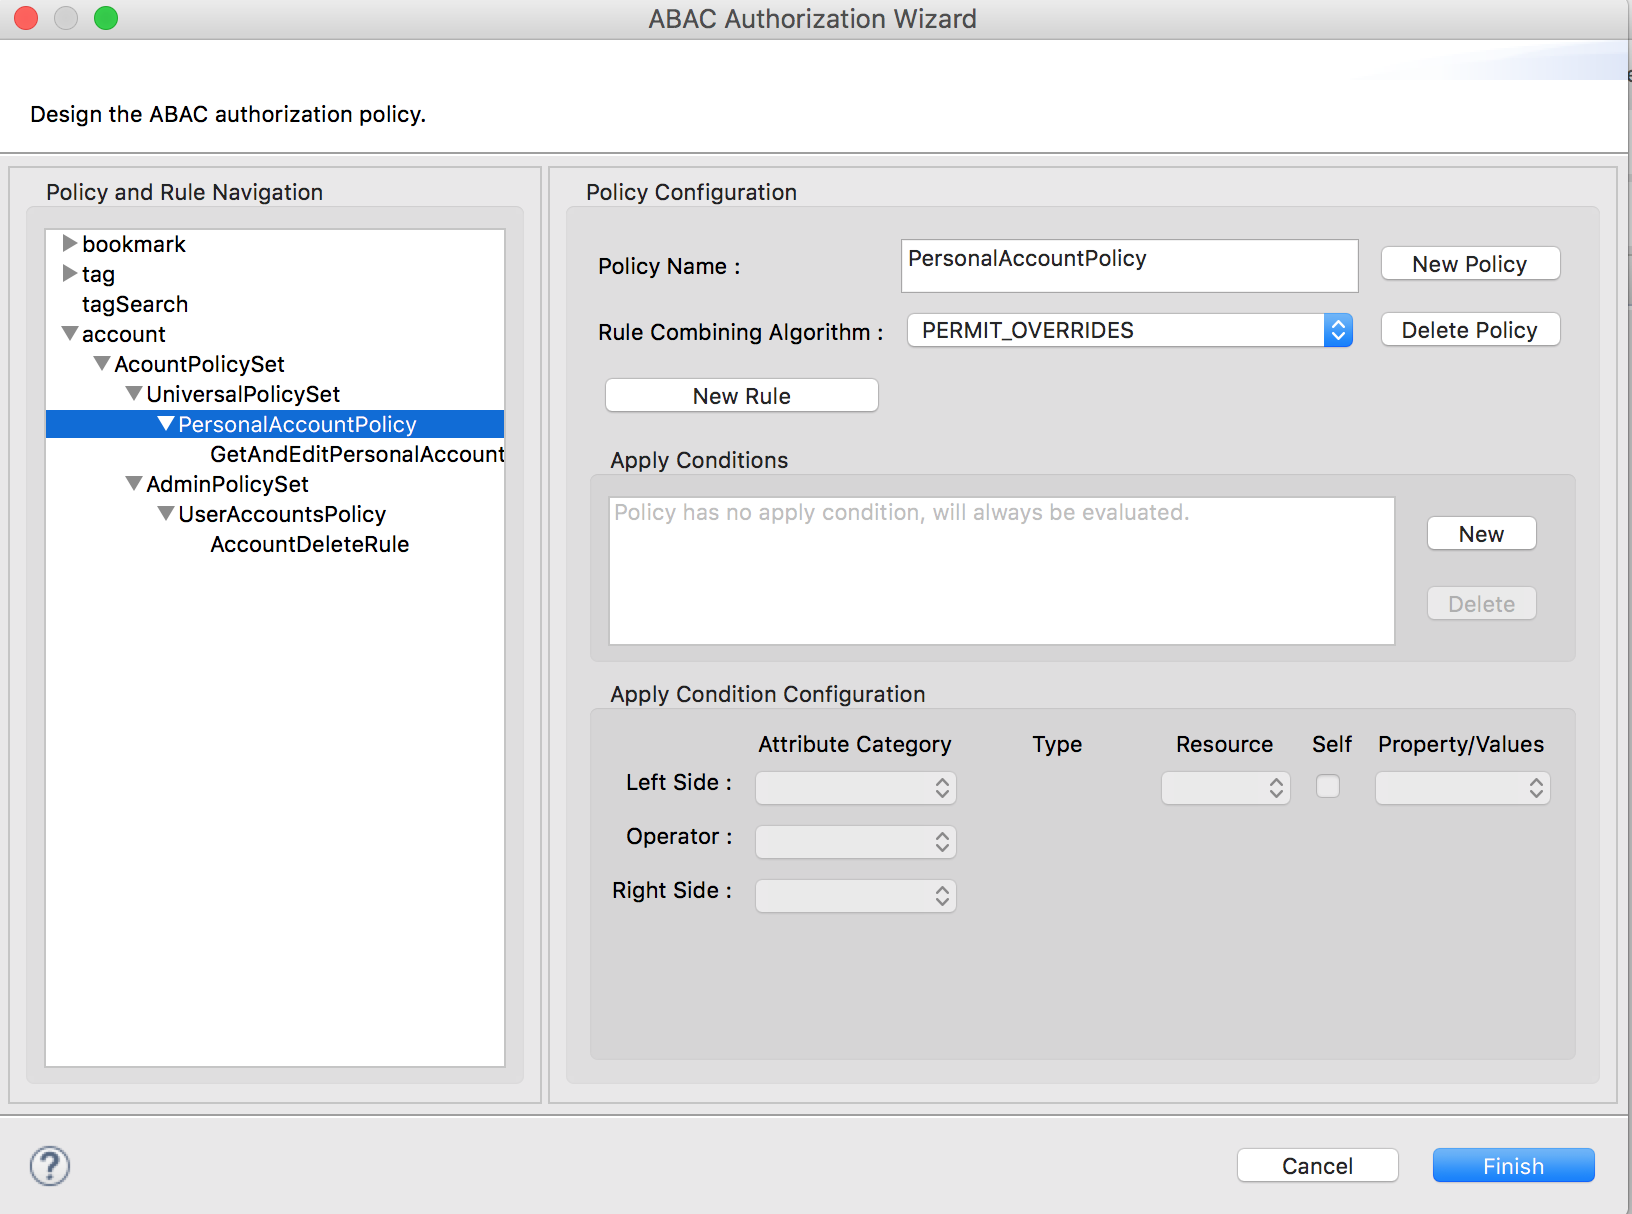 ABAC Authorization Wizard
Design the ABAC authorization policy.
Policy and Rule Navigation
bookmark
tag
tagSearch
account
AcountPolicySet
UniversalPolicySet
PersonalAccountPolicy
GetAndEditPersonalAccount
AdminPolicySet
UserAccountsPolicy
AccountDeleteRule
Policy Configuration
Policy Name : PersonalAccountPolicy New Policy
Rule Combining Algorithm : PERMIT_OVERRIDES Delete Policy
New Rule
Apply Conditions
Policy has no apply condition, will always be evaluated.
New
Delete
Apply Condition Configuration
Attribute Category Type Resource Self Property/Values
Left Side :
Operator :
Right Side :
? Cancel Finish